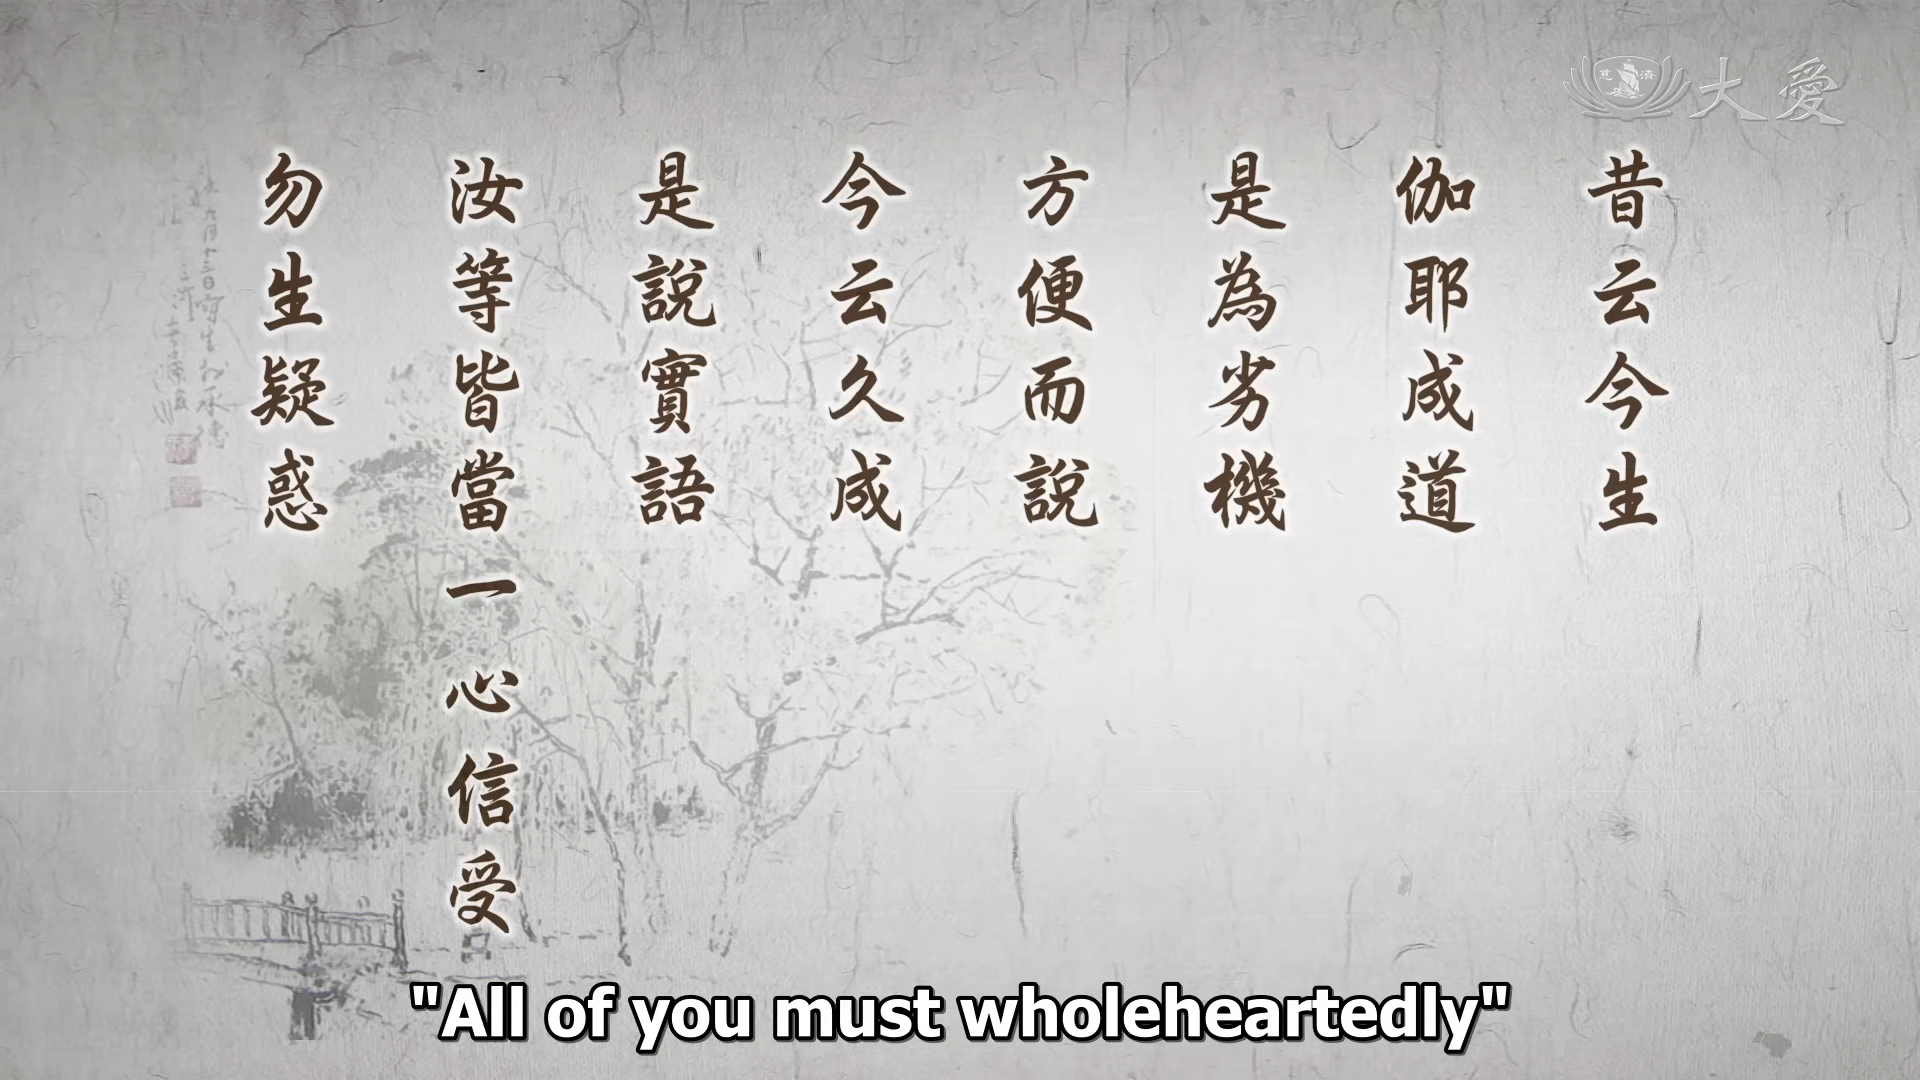 慈濟
大愛
昔云今生
伽耶成道
是為劣機
方便而說
今云久成
是說實語
汝等皆當一心信受
勿生疑惑
"All of you must wholeheartedly"